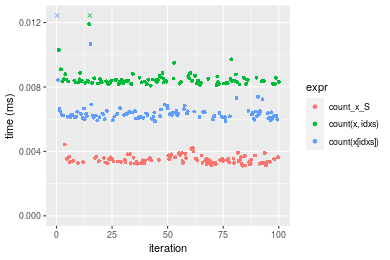 0.012
0.008
0.004
0.000
time (ms)
0
25
50
75
100
iteration
expr
count_x_S
count(x, idxs)
count(x[idxs])